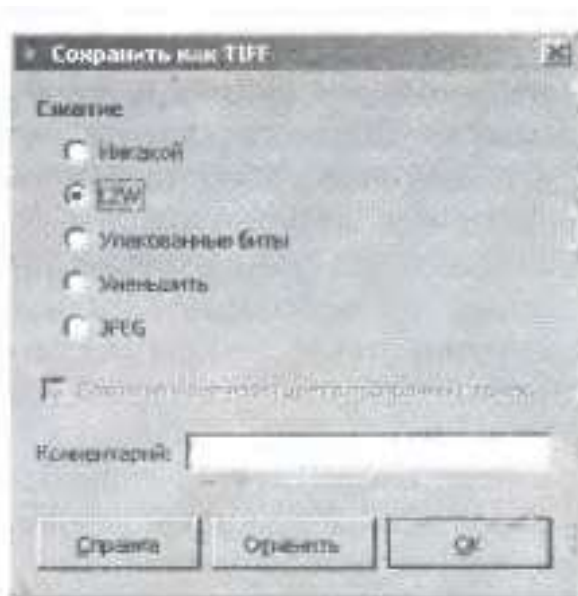 Сохранить как TIFF
Сжатие
Никакой
LZW
Упакованные биты
Уменьшить
JPEG
Комментарий:
Справка
Отменить
OK